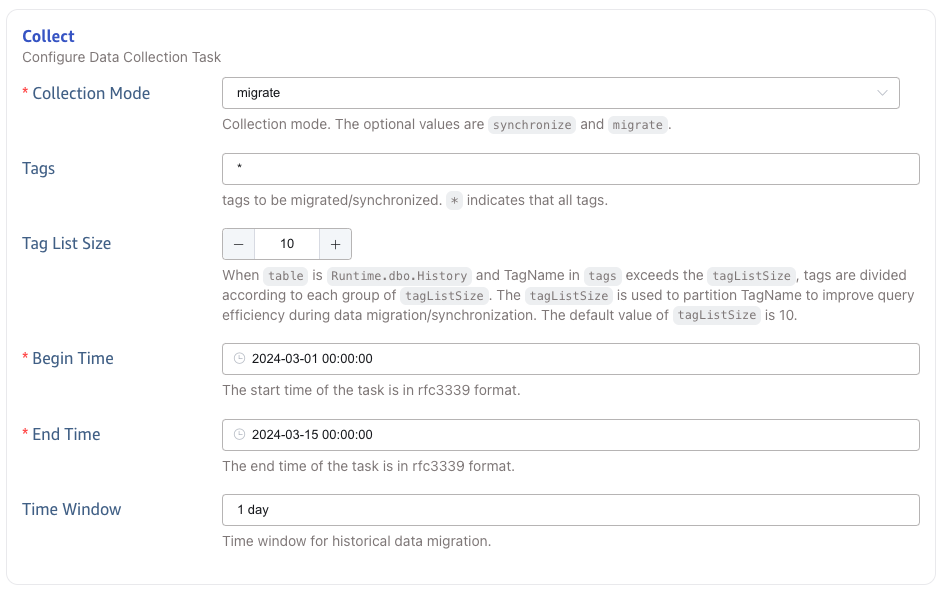 Collect
Configure Data Collection Task
* Collection Mode
migrate
Collection mode. The optional values are synchronize and migrate.
Tags
*
tags to be migrated/synchronized. * indicates that all tags.
Tag List Size
− 10 +
When table is Runtime.dbo.History and TagName in tags exceeds the tagListSize, tags are divided
according to each group of tagListSize. The tagListSize is used to partition TagName to improve query
efficiency during data migration/synchronization. The default value of tagListSize is 10.
* Begin Time
2024-03-01 00:00:00
The start time of the task is in rfc3339 format.
* End Time
2024-03-15 00:00:00
The end time of the task is in rfc3339 format.
Time Window
1 day
Time window for historical data migration.